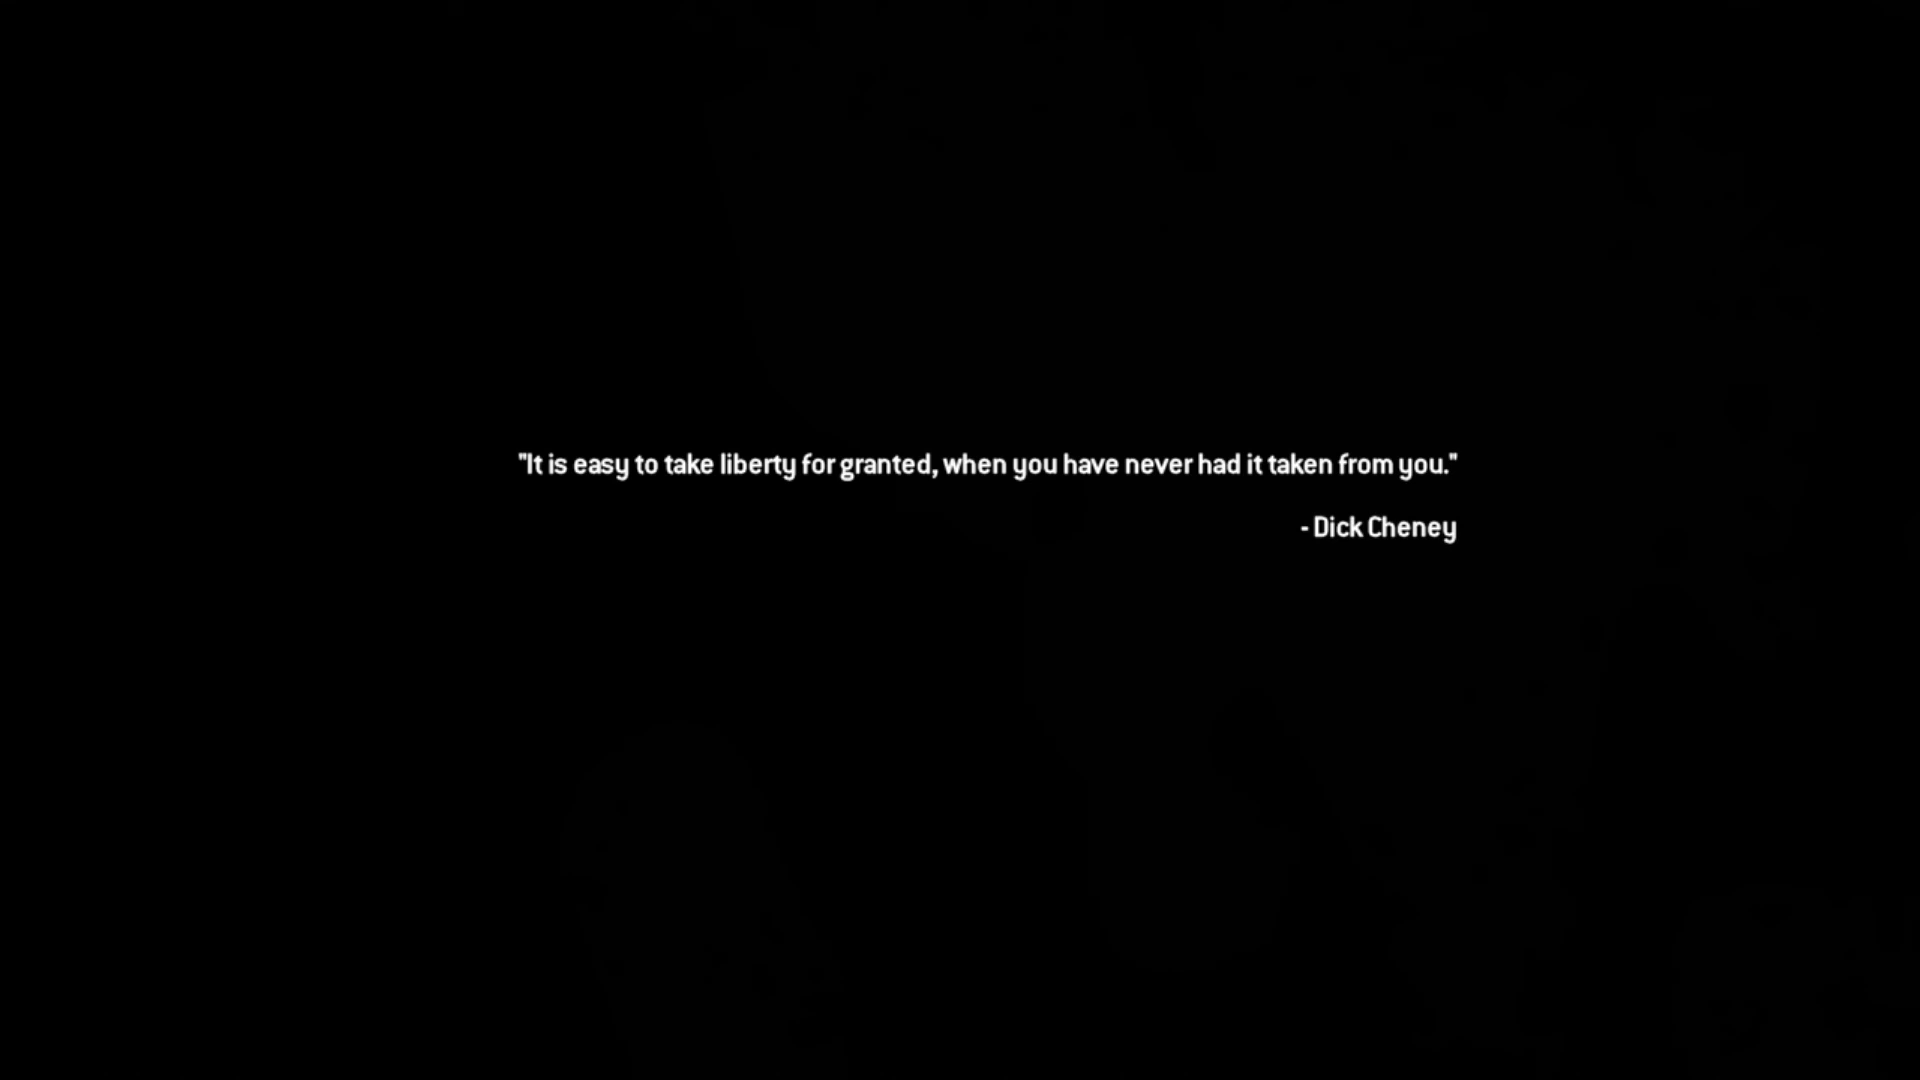 "It is easy to take liberty for granted, when you have never had it taken from you."
- Dick Cheney